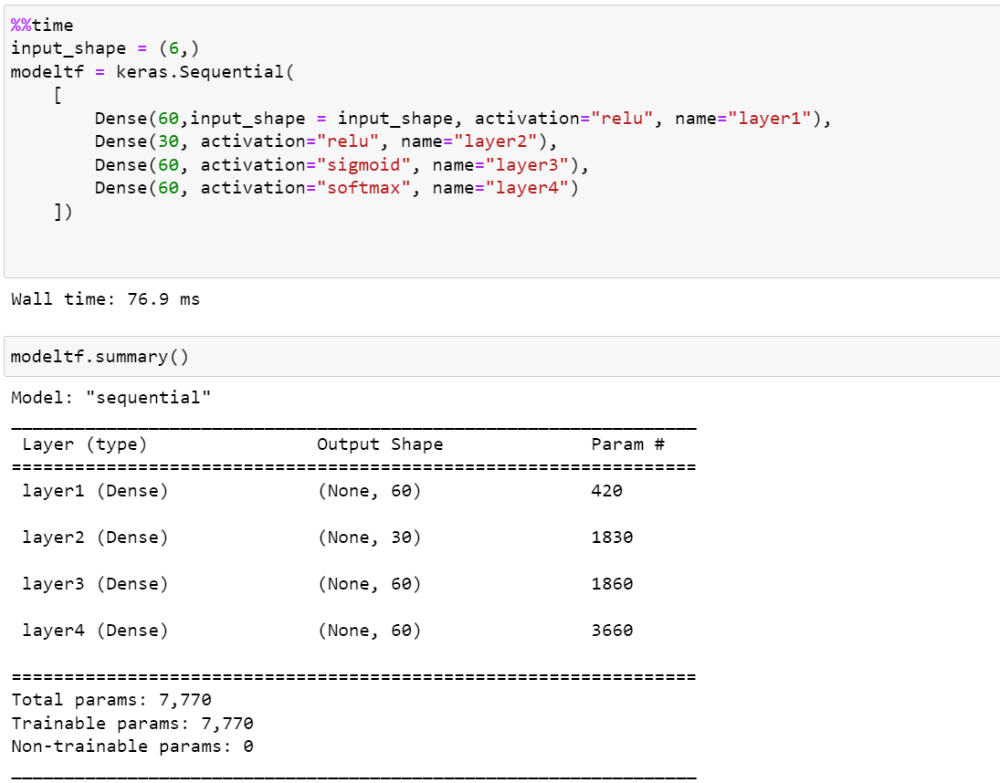 %%time
input_shape = (6,)
modeltf = keras.Sequential(
    [
        Dense(60,input_shape = input_shape, activation="relu", name="layer1"),
        Dense(30, activation="relu", name="layer2"),
        Dense(60, activation="sigmoid", name="layer3"),
        Dense(60, activation="softmax", name="layer4")
    ])
Wall time: 76.9 ms
modeltf.summary()
Model: "sequential"
_________________________________________________________________
 Layer (type)                Output Shape              Param #
=================================================================
 layer1 (Dense)              (None, 60)                420
 layer2 (Dense)              (None, 30)                1830
 layer3 (Dense)              (None, 60)                1860
 layer4 (Dense)              (None, 60)                3660
=================================================================
Total params: 7,770
Trainable params: 7,770
Non-trainable params: 0
_________________________________________________________________